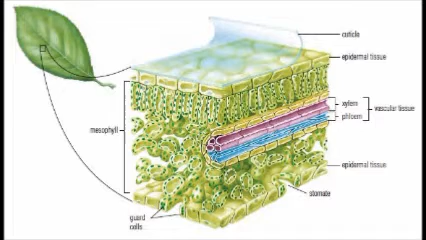 cuticle
epidermal tissue
xylem
vascular tissue
phloem
mesophyll
epidermal tissue
stomate
guard
cells